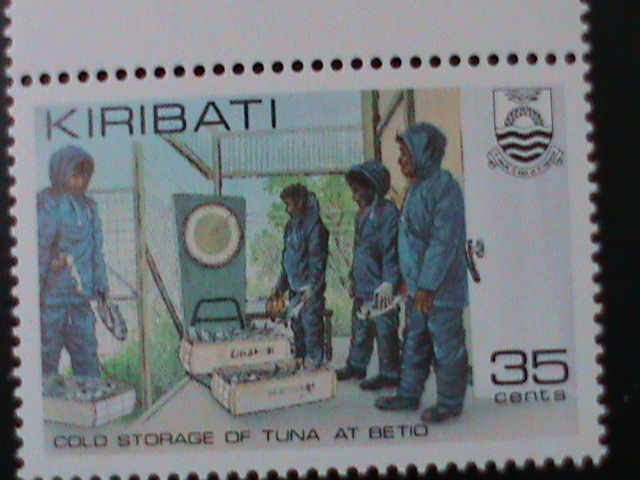 KIRIBATI
35
cents
COLD STORAGE OF TUNA AT BETIO